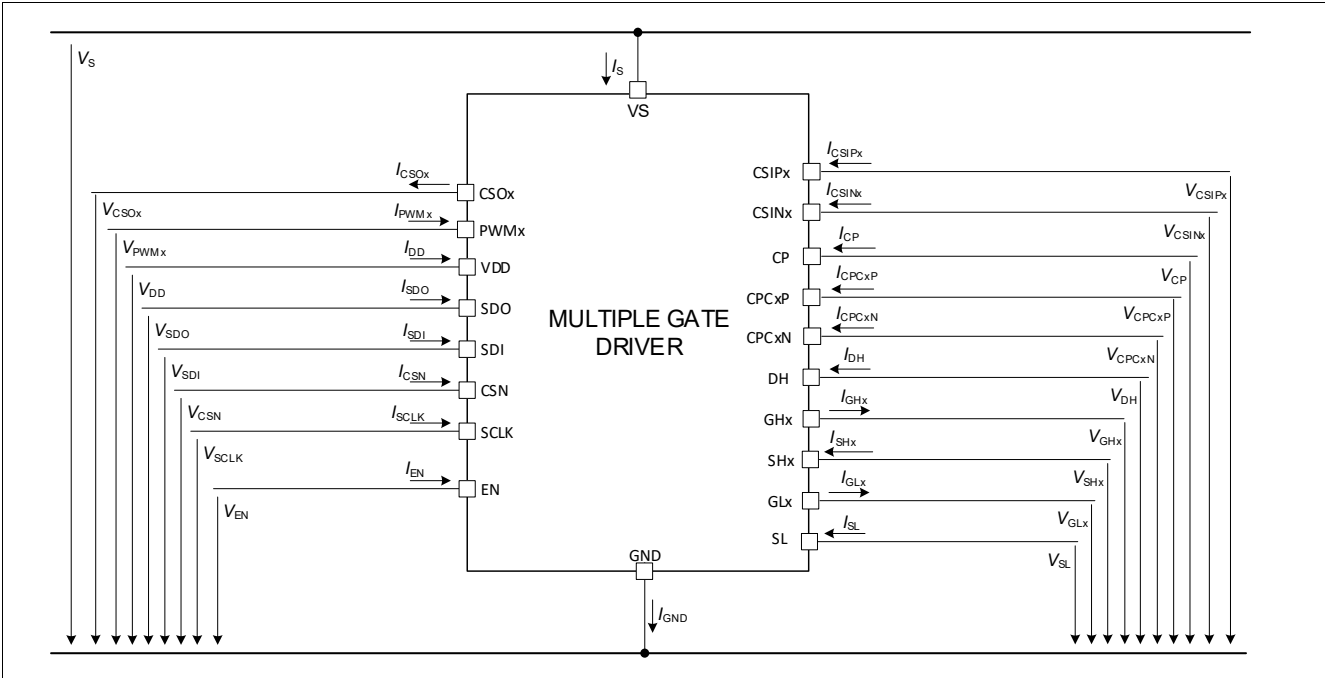 VS
IS
VS
ICSOx
CSOx
VCSOx
IPWMx
PWMx
VPWMx
IDD
VDD
VDD
ISDO
SDO
VSDO
ISDI
SDI
VSDI
ICSN
CSN
VCSN
ISCLK
SCLK
VSCLK
IEN
EN
VEN
MULTIPLE GATE
DRIVER
ICSIPx
CSIPx
VCSIPx
ICSINx
CSINx
VCSINx
ICP
CP
VCP
ICPCxP
CPCxP
VCPCxP
ICPCxN
CPCxN
VCPCxN
IDH
DH
VDH
IGHx
GHx
VGHx
ISHx
SHx
VSHx
IGLx
GLx
VGLx
ISL
SL
VSL
GND
IGND